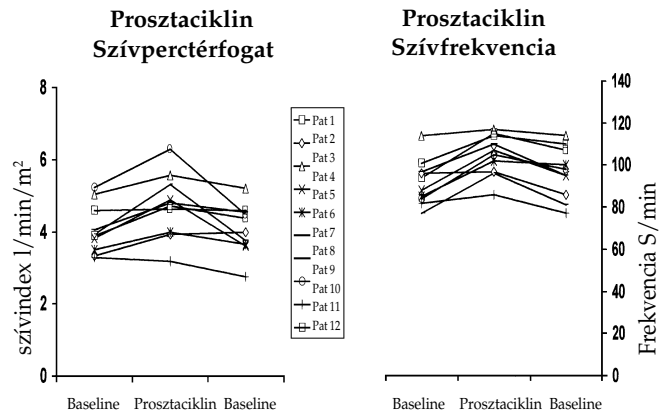 Prosztaciklin
Szívperctérfogat
szívindex l/min/m²
8
6
4
2
0
Baseline Prosztaciklin Baseline
Pat 1
Pat 2
Pat 3
Pat 4
Pat 5
Pat 6
Pat 7
Pat 8
Pat 9
Pat 10
Pat 11
Pat 12
Prosztaciklin
Szívfrekvencia
140
120
100
80
60
40
20
0
Frekvencia S/min
Baseline Prosztaciklin Baseline